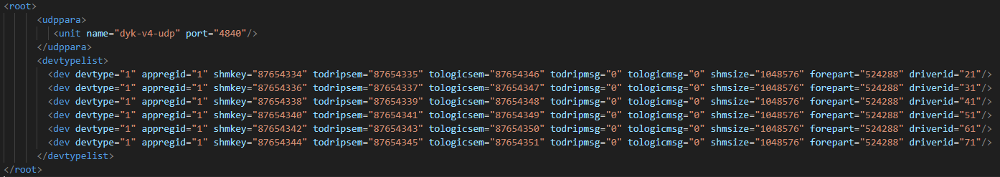 <root>
<udppara>
<unit name="dyk-v4-udp" port="4840"/>
</udppara>
<devtypelist>
<dev devtype="1" appregid="1" shmkey="87654334" todripsem="87654335" tologicsem="87654346" todripmsg="0" tologicmsg="0" shmsize="1048576" forepart="524288" driverid="21"/>
<dev devtype="1" appregid="1" shmkey="87654336" todripsem="87654337" tologicsem="87654347" todripmsg="0" tologicmsg="0" shmsize="1048576" forepart="524288" driverid="31"/>
<dev devtype="1" appregid="1" shmkey="87654338" todripsem="87654339" tologicsem="87654348" todripmsg="0" tologicmsg="0" shmsize="1048576" forepart="524288" driverid="41"/>
<dev devtype="1" appregid="1" shmkey="87654340" todripsem="87654341" tologicsem="87654349" todripmsg="0" tologicmsg="0" shmsize="1048576" forepart="524288" driverid="51"/>
<dev devtype="1" appregid="1" shmkey="87654342" todripsem="87654343" tologicsem="87654350" todripmsg="0" tologicmsg="0" shmsize="1048576" forepart="524288" driverid="61"/>
<dev devtype="1" appregid="1" shmkey="87654344" todripsem="87654345" tologicsem="87654351" todripmsg="0" tologicmsg="0" shmsize="1048576" forepart="524288" driverid="71"/>
</devtypelist>
</root>